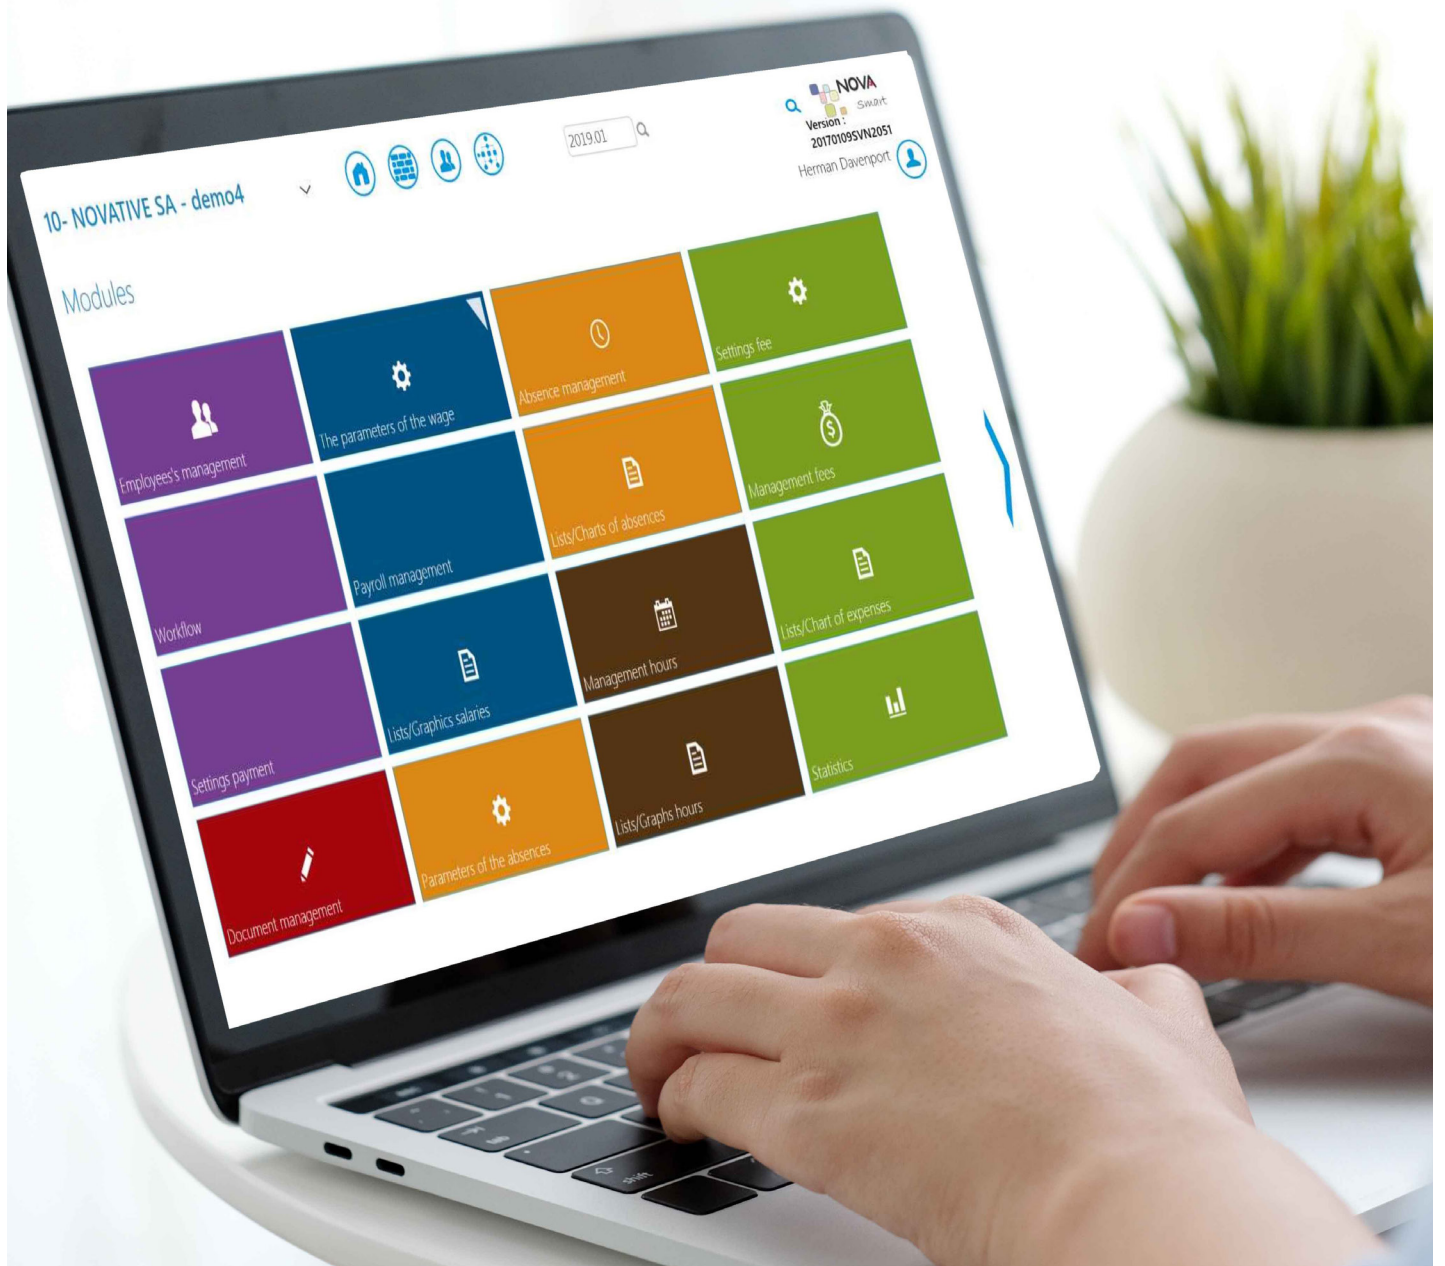 10- NOVATIVE SA - demo4
2019.01
NOVA
Smart
Version :
20170109SVN2051
Herman Davenport
Modules
Employees's management
The parameters of the wage
Absence management
Settings fee
Workflow
Payroll management
Lists/Charts of absences
Management fees
Settings payment
Lists/Graphics salaries
Management hours
Lists/Chart of expenses
Document management
Parameters of the absences
Lists/Graphs hours
Statistics
tab
shift